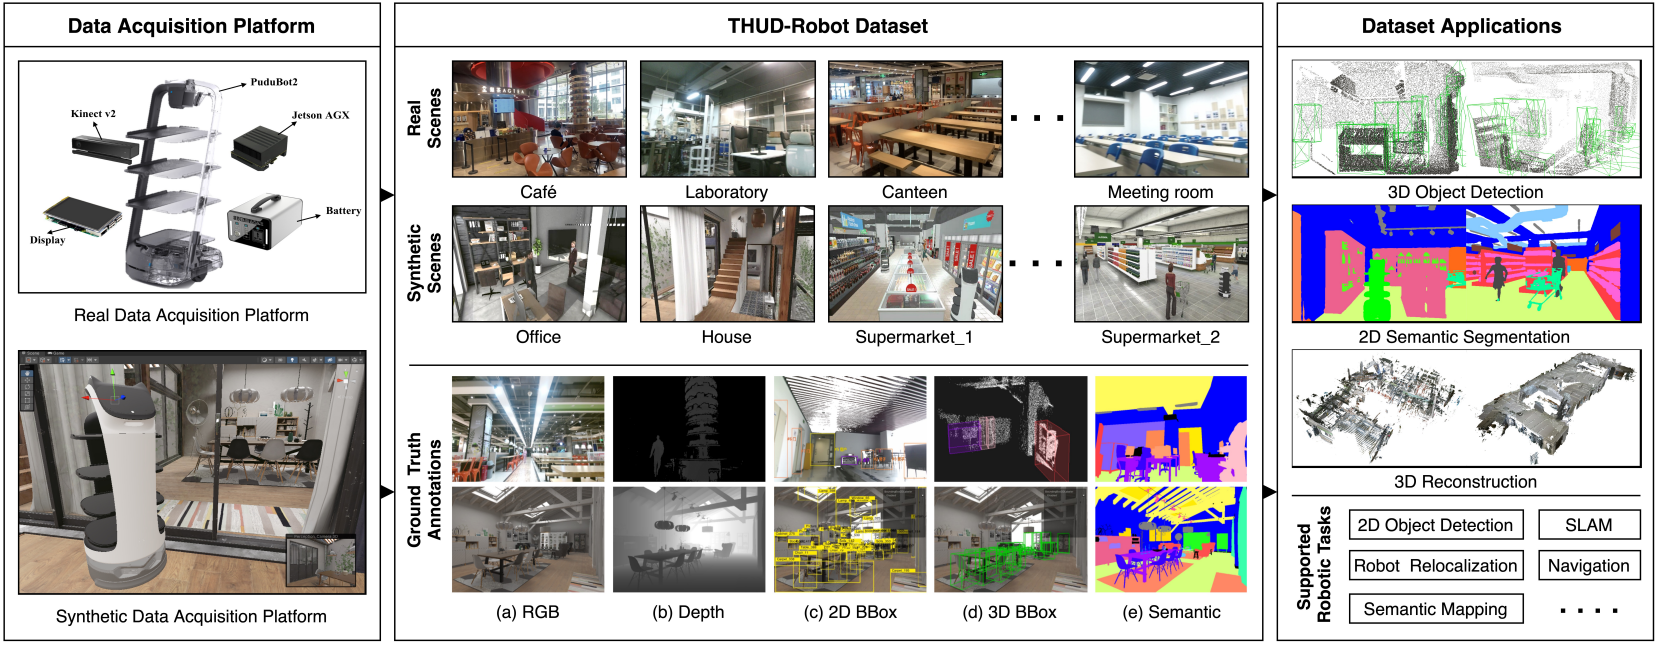 Data Acquisition Platform
PuduBot2
Kinect v2
Jetson AGX
Display
Battery
Real Data Acquisition Platform
Synthetic Data Acquisition Platform
THUD-Robot Dataset
Real
Scenes
Café
Laboratory
Canteen
Meeting room
Synthetic
Scenes
Office
House
Supermarket_1
Supermarket_2
Ground Truth
Annotations
(a) RGB
(b) Depth
(c) 2D BBox
(d) 3D BBox
(e) Semantic
Dataset Applications
3D Object Detection
2D Semantic Segmentation
3D Reconstruction
Supported
Robotic Tasks
2D Object Detection
SLAM
Robot Relocalization
Navigation
Semantic Mapping